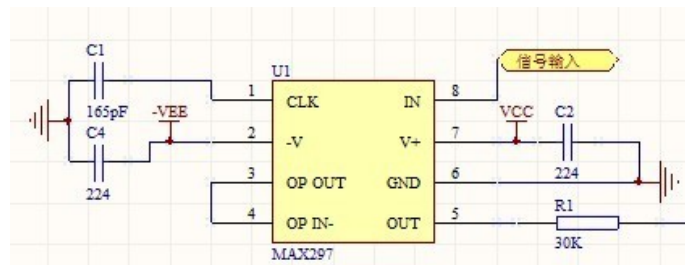 C1
165pF
C4
224
-VEE
U1
1 CLK
2 -V
3 OP OUT
4 OP IN-
IN 8
V+ 7
GND 6
OUT 5
MAX297
信号输入
VCC
C2
224
R1
30K